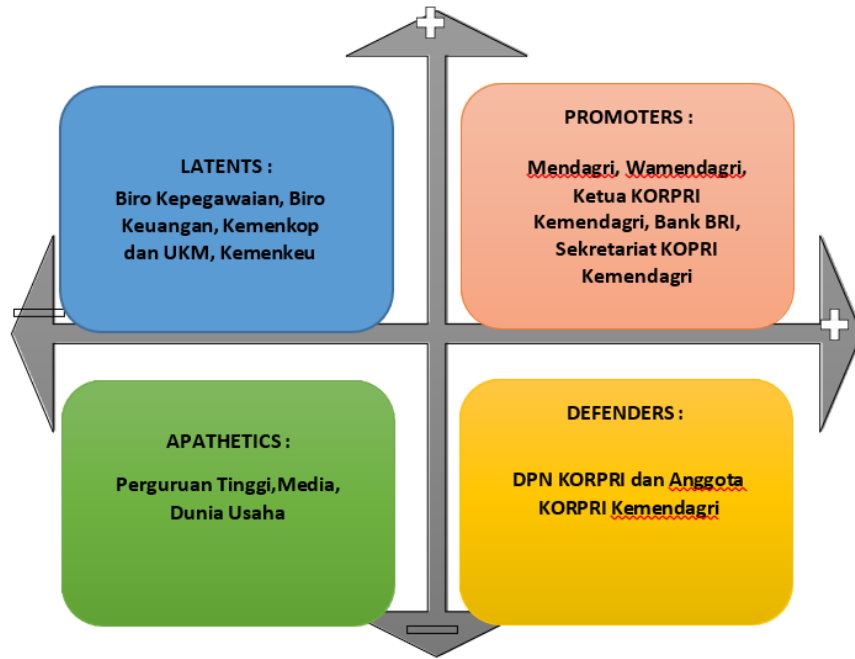 LATENTS :
Biro Kepegawaian, Biro
Keuangan, Kemenkop
dan UKM, Kemenkeu
PROMOTERS :
Mendagri, Wamendagri,
Ketua KORPRI
Kemendagri, Bank BRI,
Sekretariat KOPRI
Kemendagri
APATHETICS :
Perguruan Tinggi,Media,
Dunia Usaha
DEFENDERS :
DPN KORPRI dan Anggota
KORPRI Kemendagri